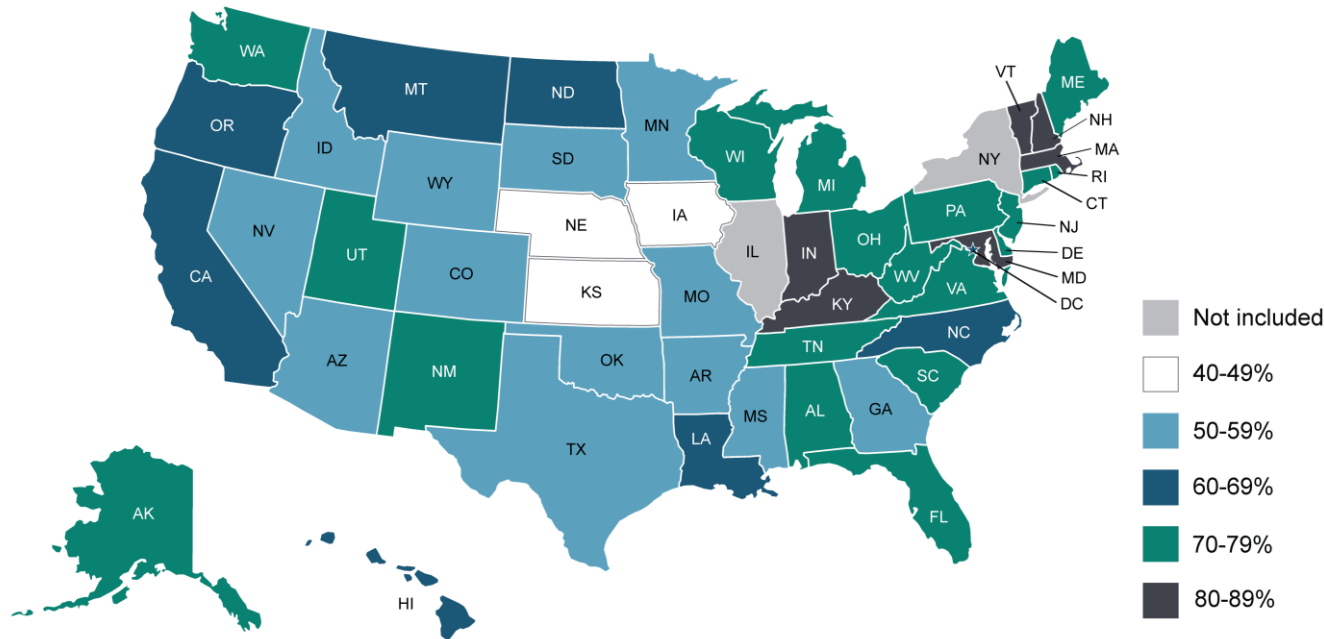 WA
MT
ND
MN
OR
ID
SD
WY
WI
MI
VT
ME
NH
MA
NY
RI
CT
NE
IA
PA
NJ
NV
UT
CO
IL
IN
OH
DE
MD
WV
VA
DC
CA
KS
MO
KY
NC
TN
AZ
NM
OK
AR
SC
MS
AL
GA
TX
LA
FL
AK
HI
Not included
40-49%
50-59%
60-69%
70-79%
80-89%